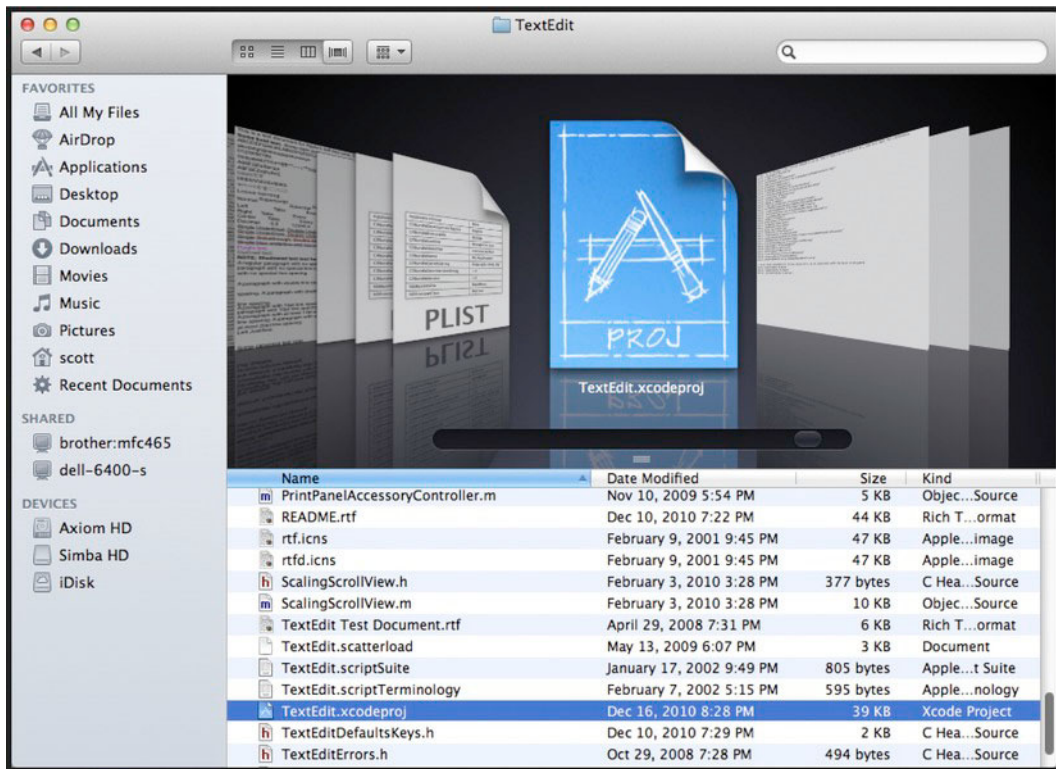 TextEdit
FAVORITES
All My Files
AirDrop
Applications
Desktop
Documents
Downloads
Movies
Music
Pictures
scott
Recent Documents
SHARED
brother:mfc465
dell-6400-s
DEVICES
Axiom HD
Simba HD
iDisk
PLIST
PROJ
TextEdit.xcodeproj
Name Date Modified Size Kind
PrintPanelAccessoryController.m Nov 10, 2009 5:54 PM 5 KB Objec...Source
README.rtf Dec 10, 2010 7:22 PM 44 KB Rich T...ormat
rtf.icns February 9, 2001 9:45 PM 47 KB Apple...image
rtfd.icns February 9, 2001 9:45 PM 47 KB Apple...image
ScalingScrollView.h February 3, 2010 3:28 PM 377 bytes C Hea...Source
ScalingScrollView.m February 3, 2010 3:28 PM 10 KB Objec...Source
TextEdit Test Document.rtf April 29, 2008 7:31 PM 6 KB Rich T...ormat
TextEdit.scatterload May 13, 2009 6:07 PM 3 KB Document
TextEdit.scriptSuite January 17, 2002 9:49 PM 805 bytes Apple...t Suite
TextEdit.scriptTerminology February 7, 2002 5:15 PM 595 bytes Apple...nology
TextEdit.xcodeproj Dec 16, 2010 8:28 PM 39 KB Xcode Project
TextEditDefaultsKeys.h Dec 10, 2010 7:29 PM 2 KB C Hea...Source
TextEditErrors.h Oct 29, 2008 7:28 PM 494 bytes C Hea...Source